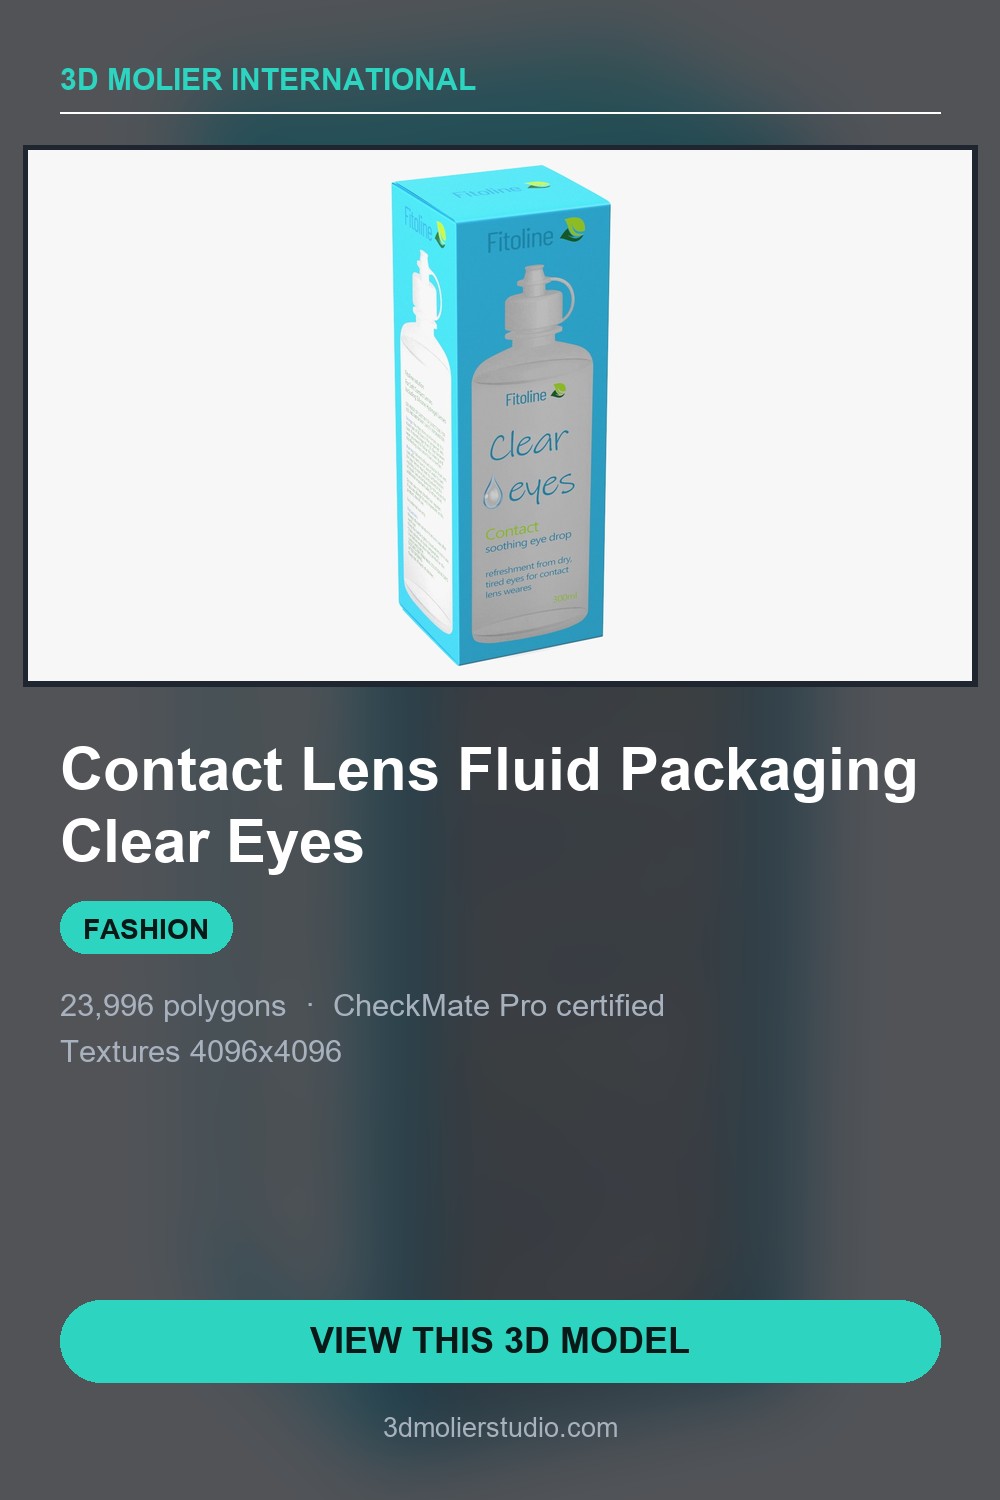 3D MOLIER INTERNATIONAL
Fitoline
Fitoline
Fitoline
Fitoline
Clear
eyes
Contact
soothing eye drop
refreshment from dry,
tired eyes for contact
lens weares
Contact Lens Fluid Packaging
Clear Eyes
FASHION
23,996 polygons · CheckMate Pro certified
Textures 4096x4096
VIEW THIS 3D MODEL
3dmolierstudio.com